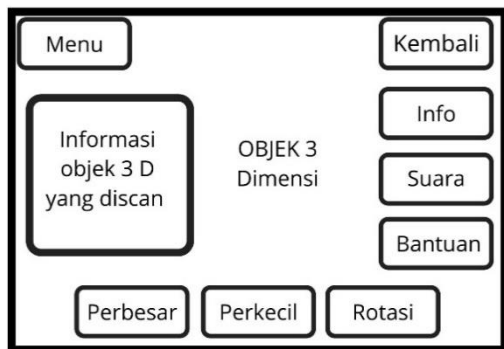 Menu
Kembali
Informasi
objek 3 D
yang discan
OBJEK 3
Dimensi
Info
Suara
Bantuan
Perbesar
Perkecil
Rotasi